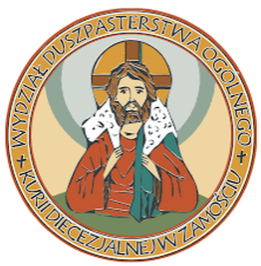 WYDZIAŁ DUSZPASTERSTWA OGÓLNEGO
KURII DIECEZJALNEJ W ZAMOŚCIU